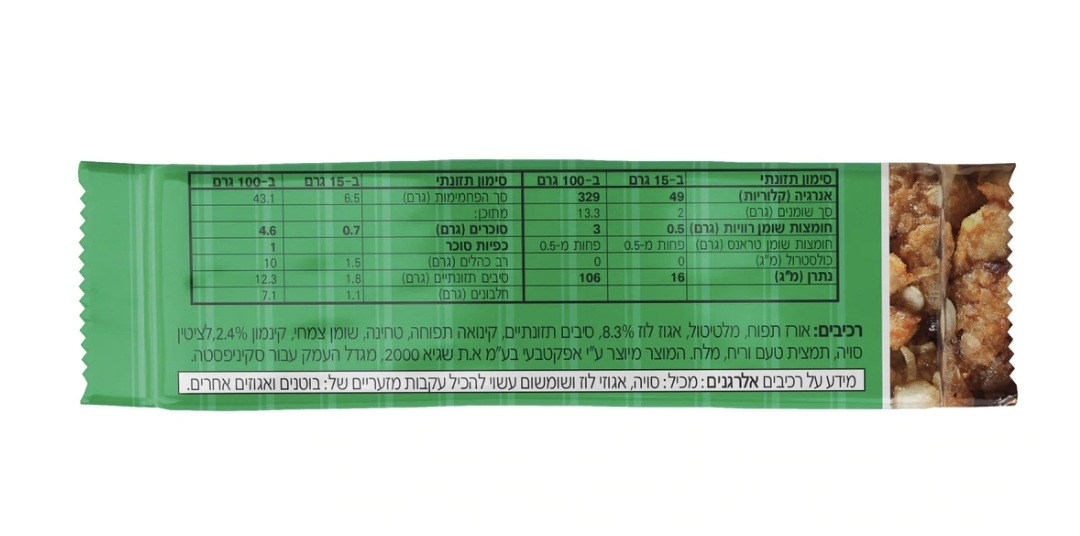 סימון תזונתי ב-15 גרם ב-100 גרם
אנרגיה (קלוריות) 49 329
סך שומנים (גרם) 2 13.3
חומצות שומן רוויות (גרם) 0.5 3
חומצות שומן טראנס (גרם) פחות מ-0.5 פחות מ-0.5
כולסטרול (מ"ג) 0 0
נתרן (מ"ג) 16 106
סימון תזונתי ב-15 גרם ב-100 גרם
סך הפחמימות (גרם) 6.5 43.1
מתוכן:
סוכרים (גרם) 0.7 4.6
כפיות סוכר 1
רב כהלים (גרם) 1.5 10
סיבים תזונתיים (גרם) 1.8 12.3
חלבונים (גרם) 1.1 7.1
רכיבים: אורז תפוח, מלטיטול, אגוז לוז 8.3%, סיבים תזונתיים, קינואה תפוחה, טחינה, שומן צמחי, קינמון 2.4%,לציטין
סויה, תמצית טעם וריח, מלח. המוצר מיוצר ע"י אפקטבעי בע"מ א.ת שגיא 2000, מגדל העמק עבור סקיניפסטה.
מידע על רכיבים אלרגנים: מכיל: סויה, אגוזי לוז ושומשום עשוי להכיל עקבות מזעריים של: בוטנים ואגוזים אחרים.